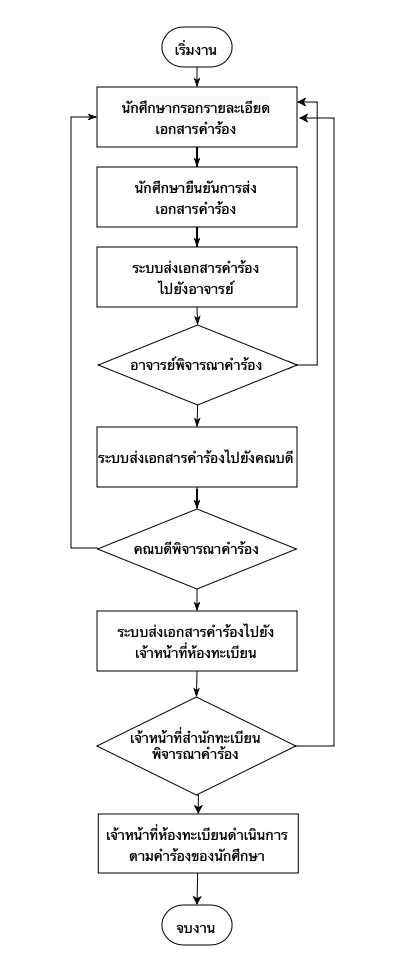 เริ่มงาน
นักศึกษากรอกรายละเอียด
เอกสารคำร้อง
นักศึกษายืนยันการส่ง
เอกสารคำร้อง
ระบบส่งเอกสารคำร้อง
ไปยังอาจารย์
อาจารย์พิจารณาคำร้อง
ระบบส่งเอกสารคำร้องไปยังคณบดี
คณบดีพิจารณาคำร้อง
ระบบส่งเอกสารคำร้องไปยัง
เจ้าหน้าที่ห้องทะเบียน
เจ้าหน้าที่สำนักทะเบียน
พิจารณาคำร้อง
เจ้าหน้าที่ห้องทะเบียนดำเนินการ
ตามคำร้องของนักศึกษา
จบงาน